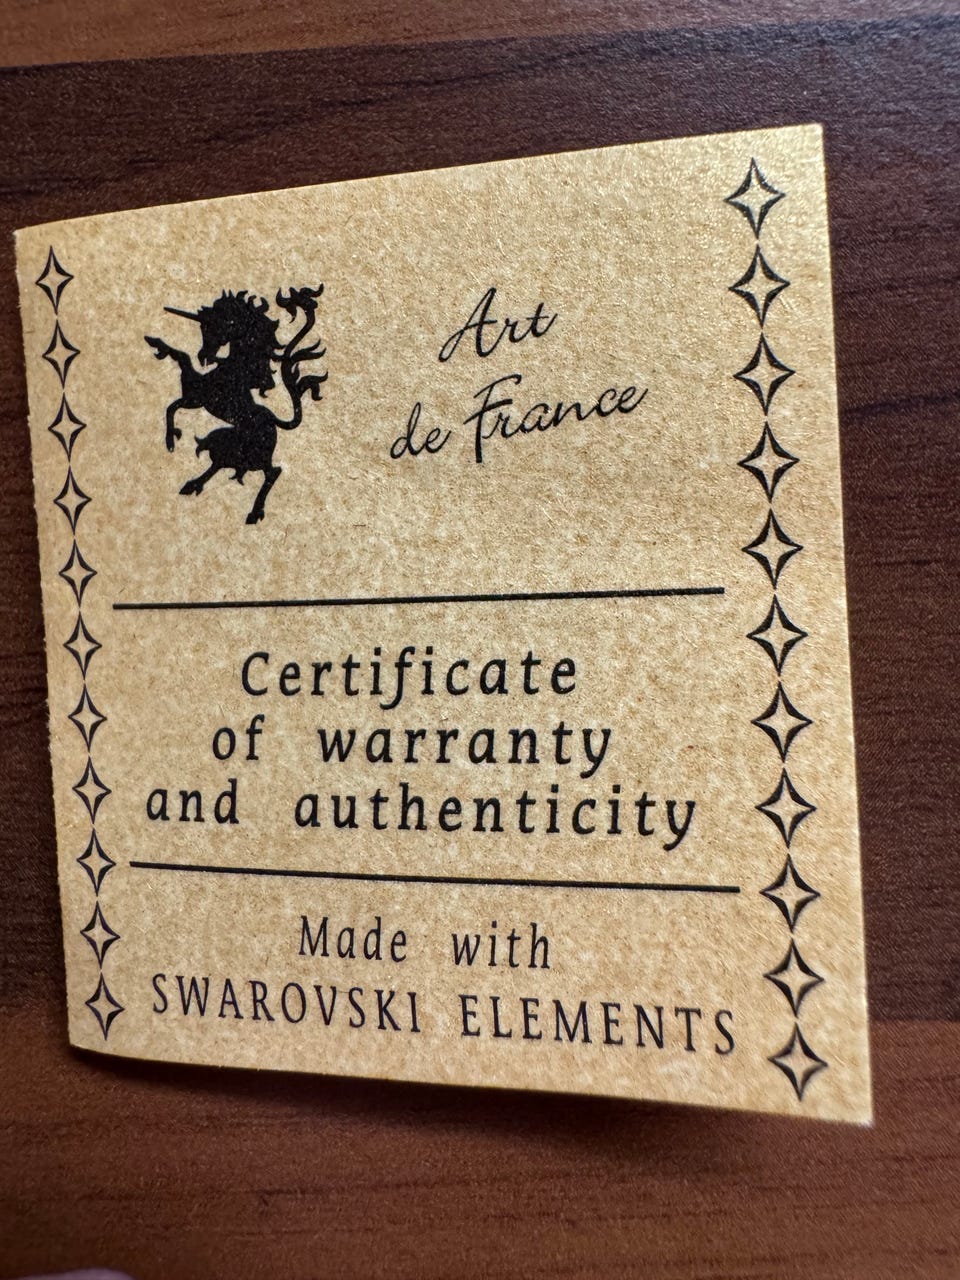 Art
de France
Certificate
of warranty
and authenticity
Made with
SWAROVSKI ELEMENTS